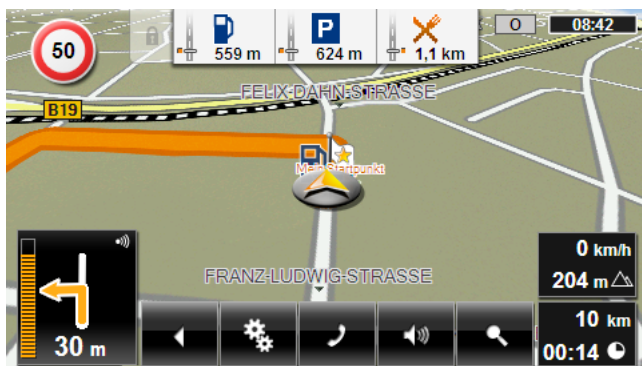 50
P
559 m
624 m
1,1 km
O
08:42
FELIX-DAHN-STRASSE
B19
Mein Startpunkt
FRANZ-LUDWIG-STRASSE
30 m
0 km/h
204 m
10 km
00:14